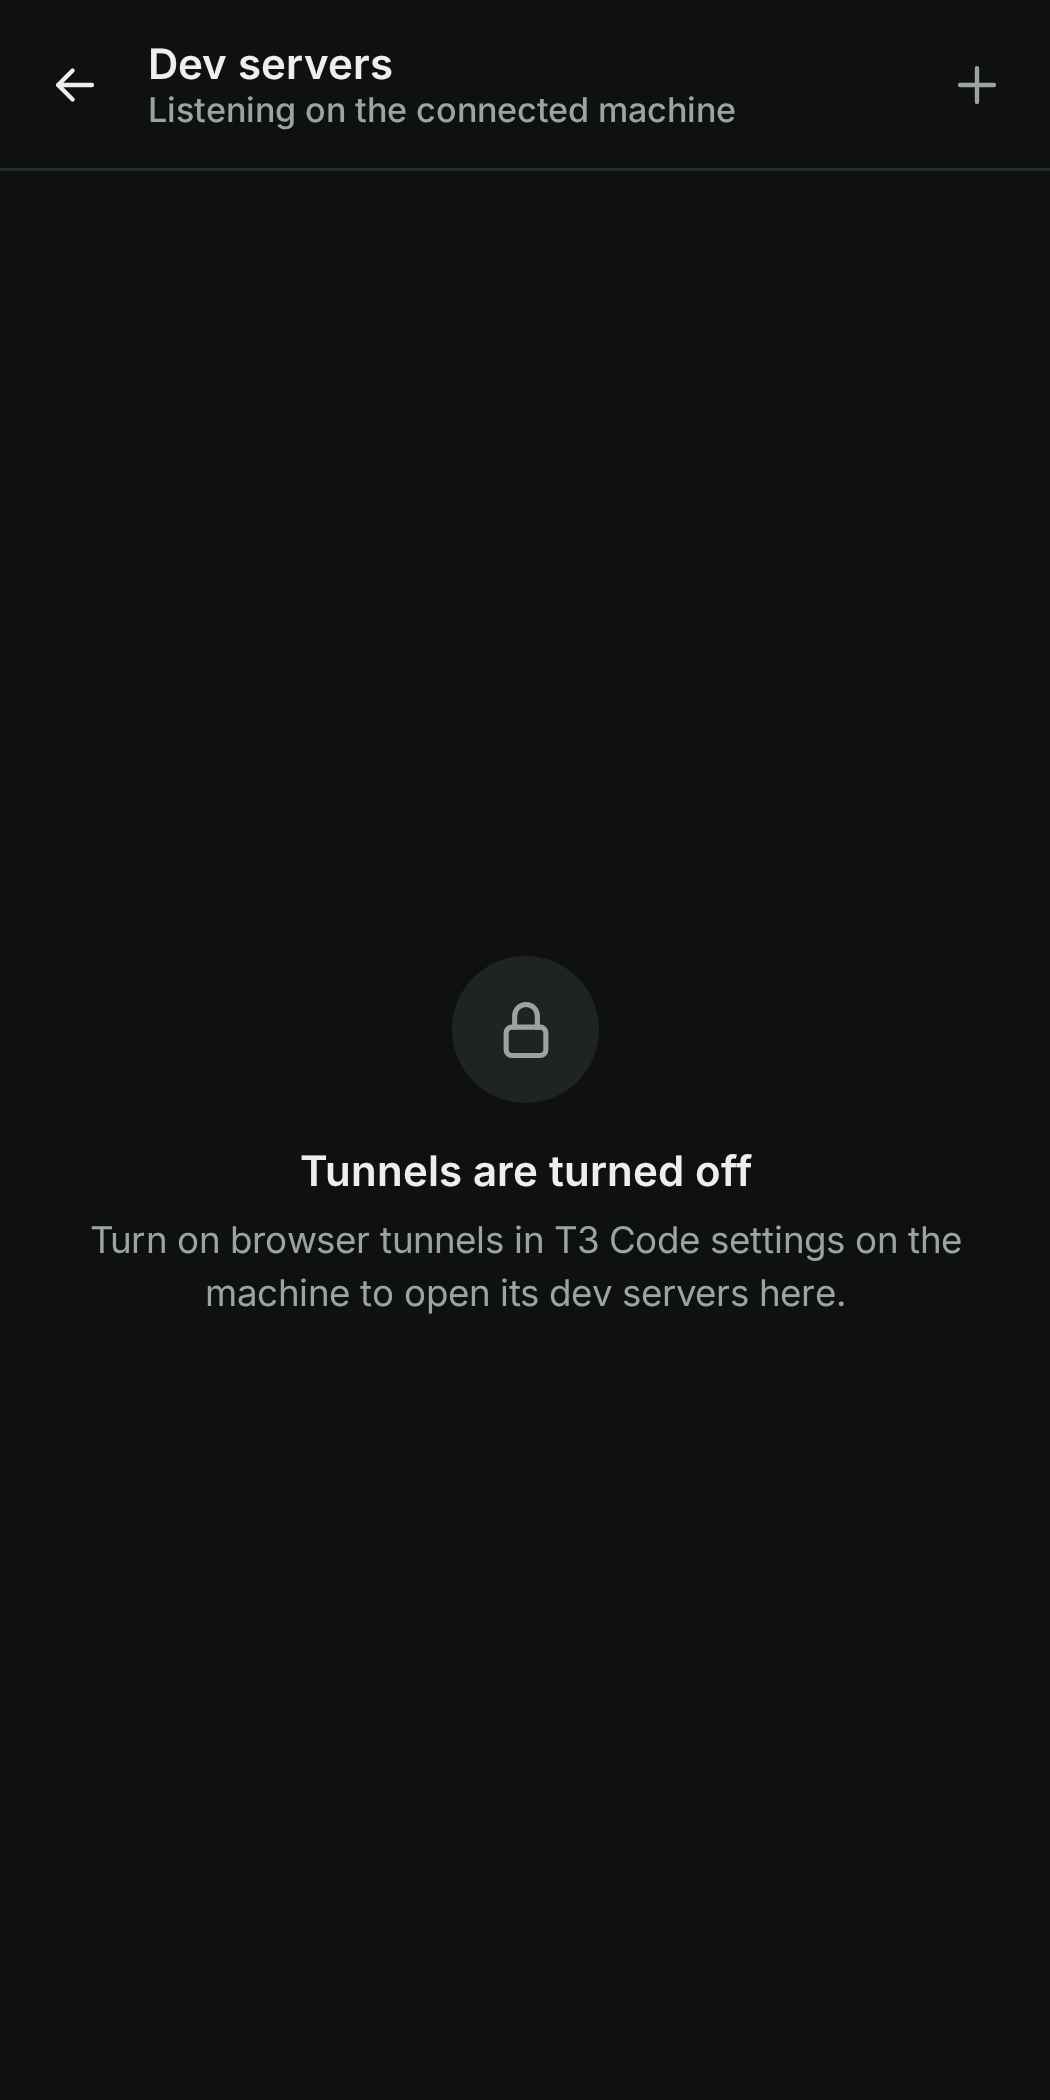 Dev servers
Listening on the connected machine
Tunnels are turned off
Turn on browser tunnels in T3 Code settings on the
machine to open its dev servers here.